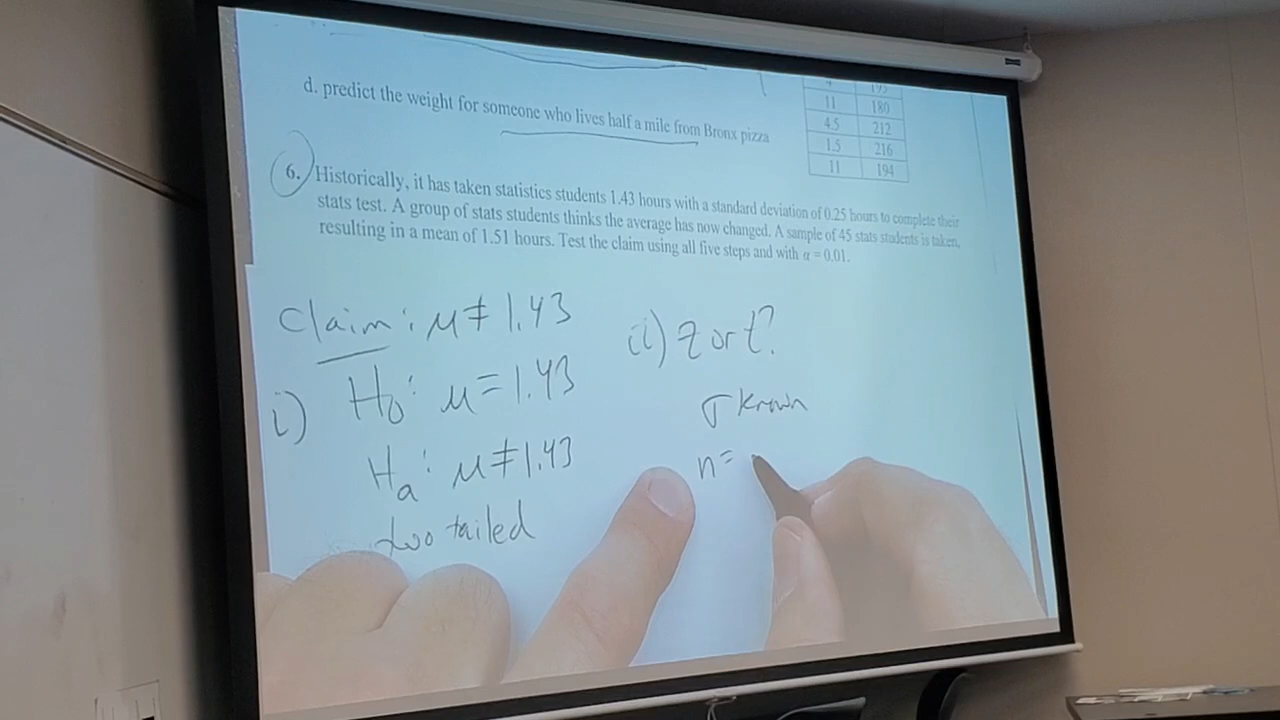 d. predict the weight for someone who lives half a mile from Bronx pizza
195
11 180
4.5 212
1.5 216
11 194
6. Historically, it has taken statistics students 1.43 hours with a standard deviation of 0.25 hours to complete their
stats test. A group of stats students thinks the average has now changed. A sample of 45 stats students is taken,
resulting in a mean of 1.51 hours. Test the claim using all five steps and with α = 0.01.
Claim: μ ≠ 1.43
i) H₀: μ = 1.43
Hₐ: μ ≠ 1.43
two tailed
ii) z or t?
σ known
n =